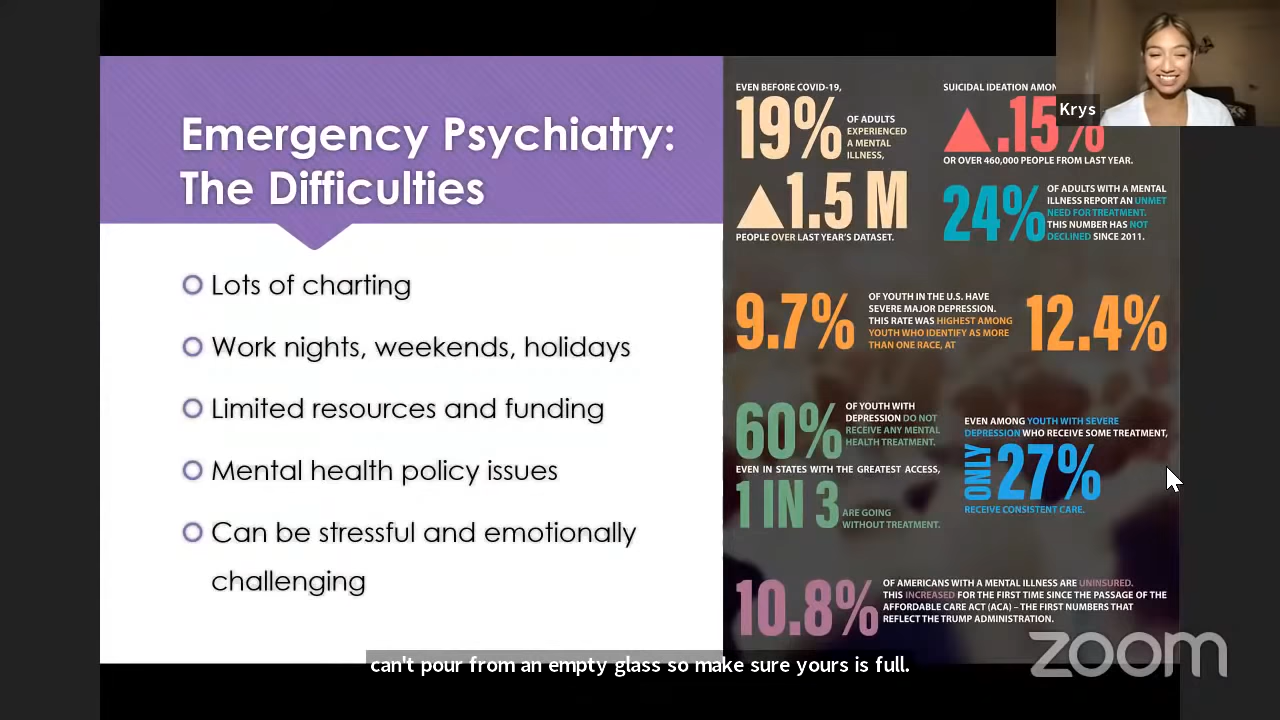 Emergency Psychiatry:
The Difficulties
Lots of charting
Work nights, weekends, holidays
Limited resources and funding
Mental health policy issues
Can be stressful and emotionally
challenging
EVEN BEFORE COVID-19,
19%
OF ADULTS
EXPERIENCED
A MENTAL
ILLNESS,
▲1.5 M
PEOPLE OVER LAST YEAR'S DATASET.
SUICIDAL IDEATION
▲.15%
OR OVER 460,000 PEOPLE FROM LAST YEAR.
24%
OF ADULTS WITH A MENTAL
ILLNESS REPORT AN UNMET
NEED FOR TREATMENT.
THIS NUMBER HAS NOT
DECLINED SINCE 2011.
9.7%
OF YOUTH IN THE U.S. HAVE
SEVERE MAJOR DEPRESSION.
THIS RATE WAS HIGHEST AMONG
YOUTH WHO IDENTIFY AS MORE
THAN ONE RACE, AT
12.4%
60%
OF YOUTH WITH
DEPRESSION DO NOT
RECEIVE ANY MENTAL
HEALTH TREATMENT.
EVEN IN STATES WITH THE GREATEST ACCESS,
1 IN 3
ARE GOING
WITHOUT TREATMENT.
EVEN AMONG YOUTH WITH SEVERE
DEPRESSION WHO RECEIVE SOME TREATMENT,
ONLY
27%
RECEIVE CONSISTENT CARE.
10.8%
OF AMERICANS WITH A MENTAL ILLNESS ARE UNINSURED.
THIS INCREASED FOR THE FIRST TIME SINCE THE PASSAGE OF THE
AFFORDABLE CARE ACT (ACA) – THE FIRST NUMBERS THAT
REFLECT THE TRUMP ADMINISTRATION.
Krys
zoom
can't pour from an empty glass so make sure yours is full.